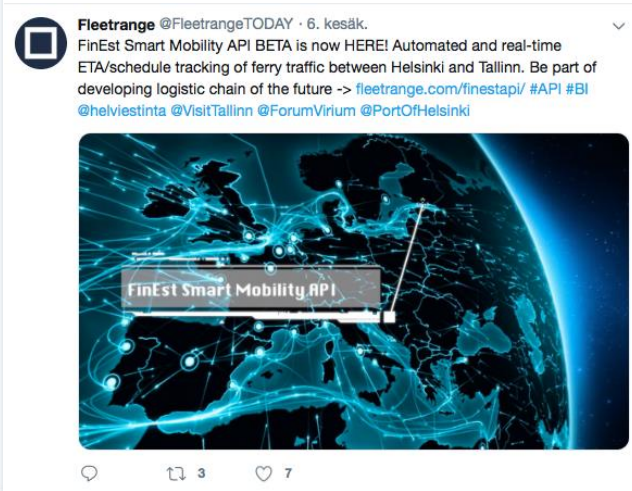 Fleetrange @FleetrangeTODAY · 6. kesäk.
FinEst Smart Mobility API BETA is now HERE! Automated and real-time
ETA/schedule tracking of ferry traffic between Helsinki and Tallinn. Be part of
developing logistic chain of the future -> fleetrange.com/finestapi/ #API #BI
@helviestinta @VisitTallinn @ForumVirium @PortOfHelsinki
FinEst Smart Mobility API
3 7